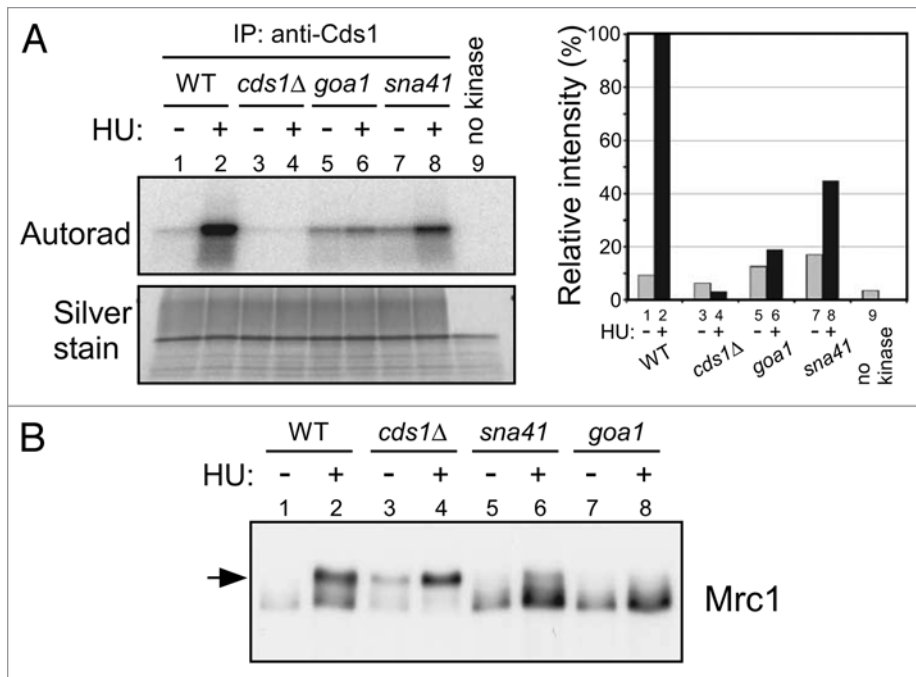 A
IP: anti-Cds1
WT cds1Δ goa1 sna41 no kinase
HU: - + - + - + - +
1 2 3 4 5 6 7 8 9
Autorad
Silver
stain
Relative intensity (%)
100
80
60
40
20
0
1 2 3 4 5 6 7 8 9
HU: - + - + - + - +
WT cds1Δ goa1 sna41 no
kinase
B
WT cds1Δ sna41 goa1
HU: - + - + - + - +
1 2 3 4 5 6 7 8
Mrc1